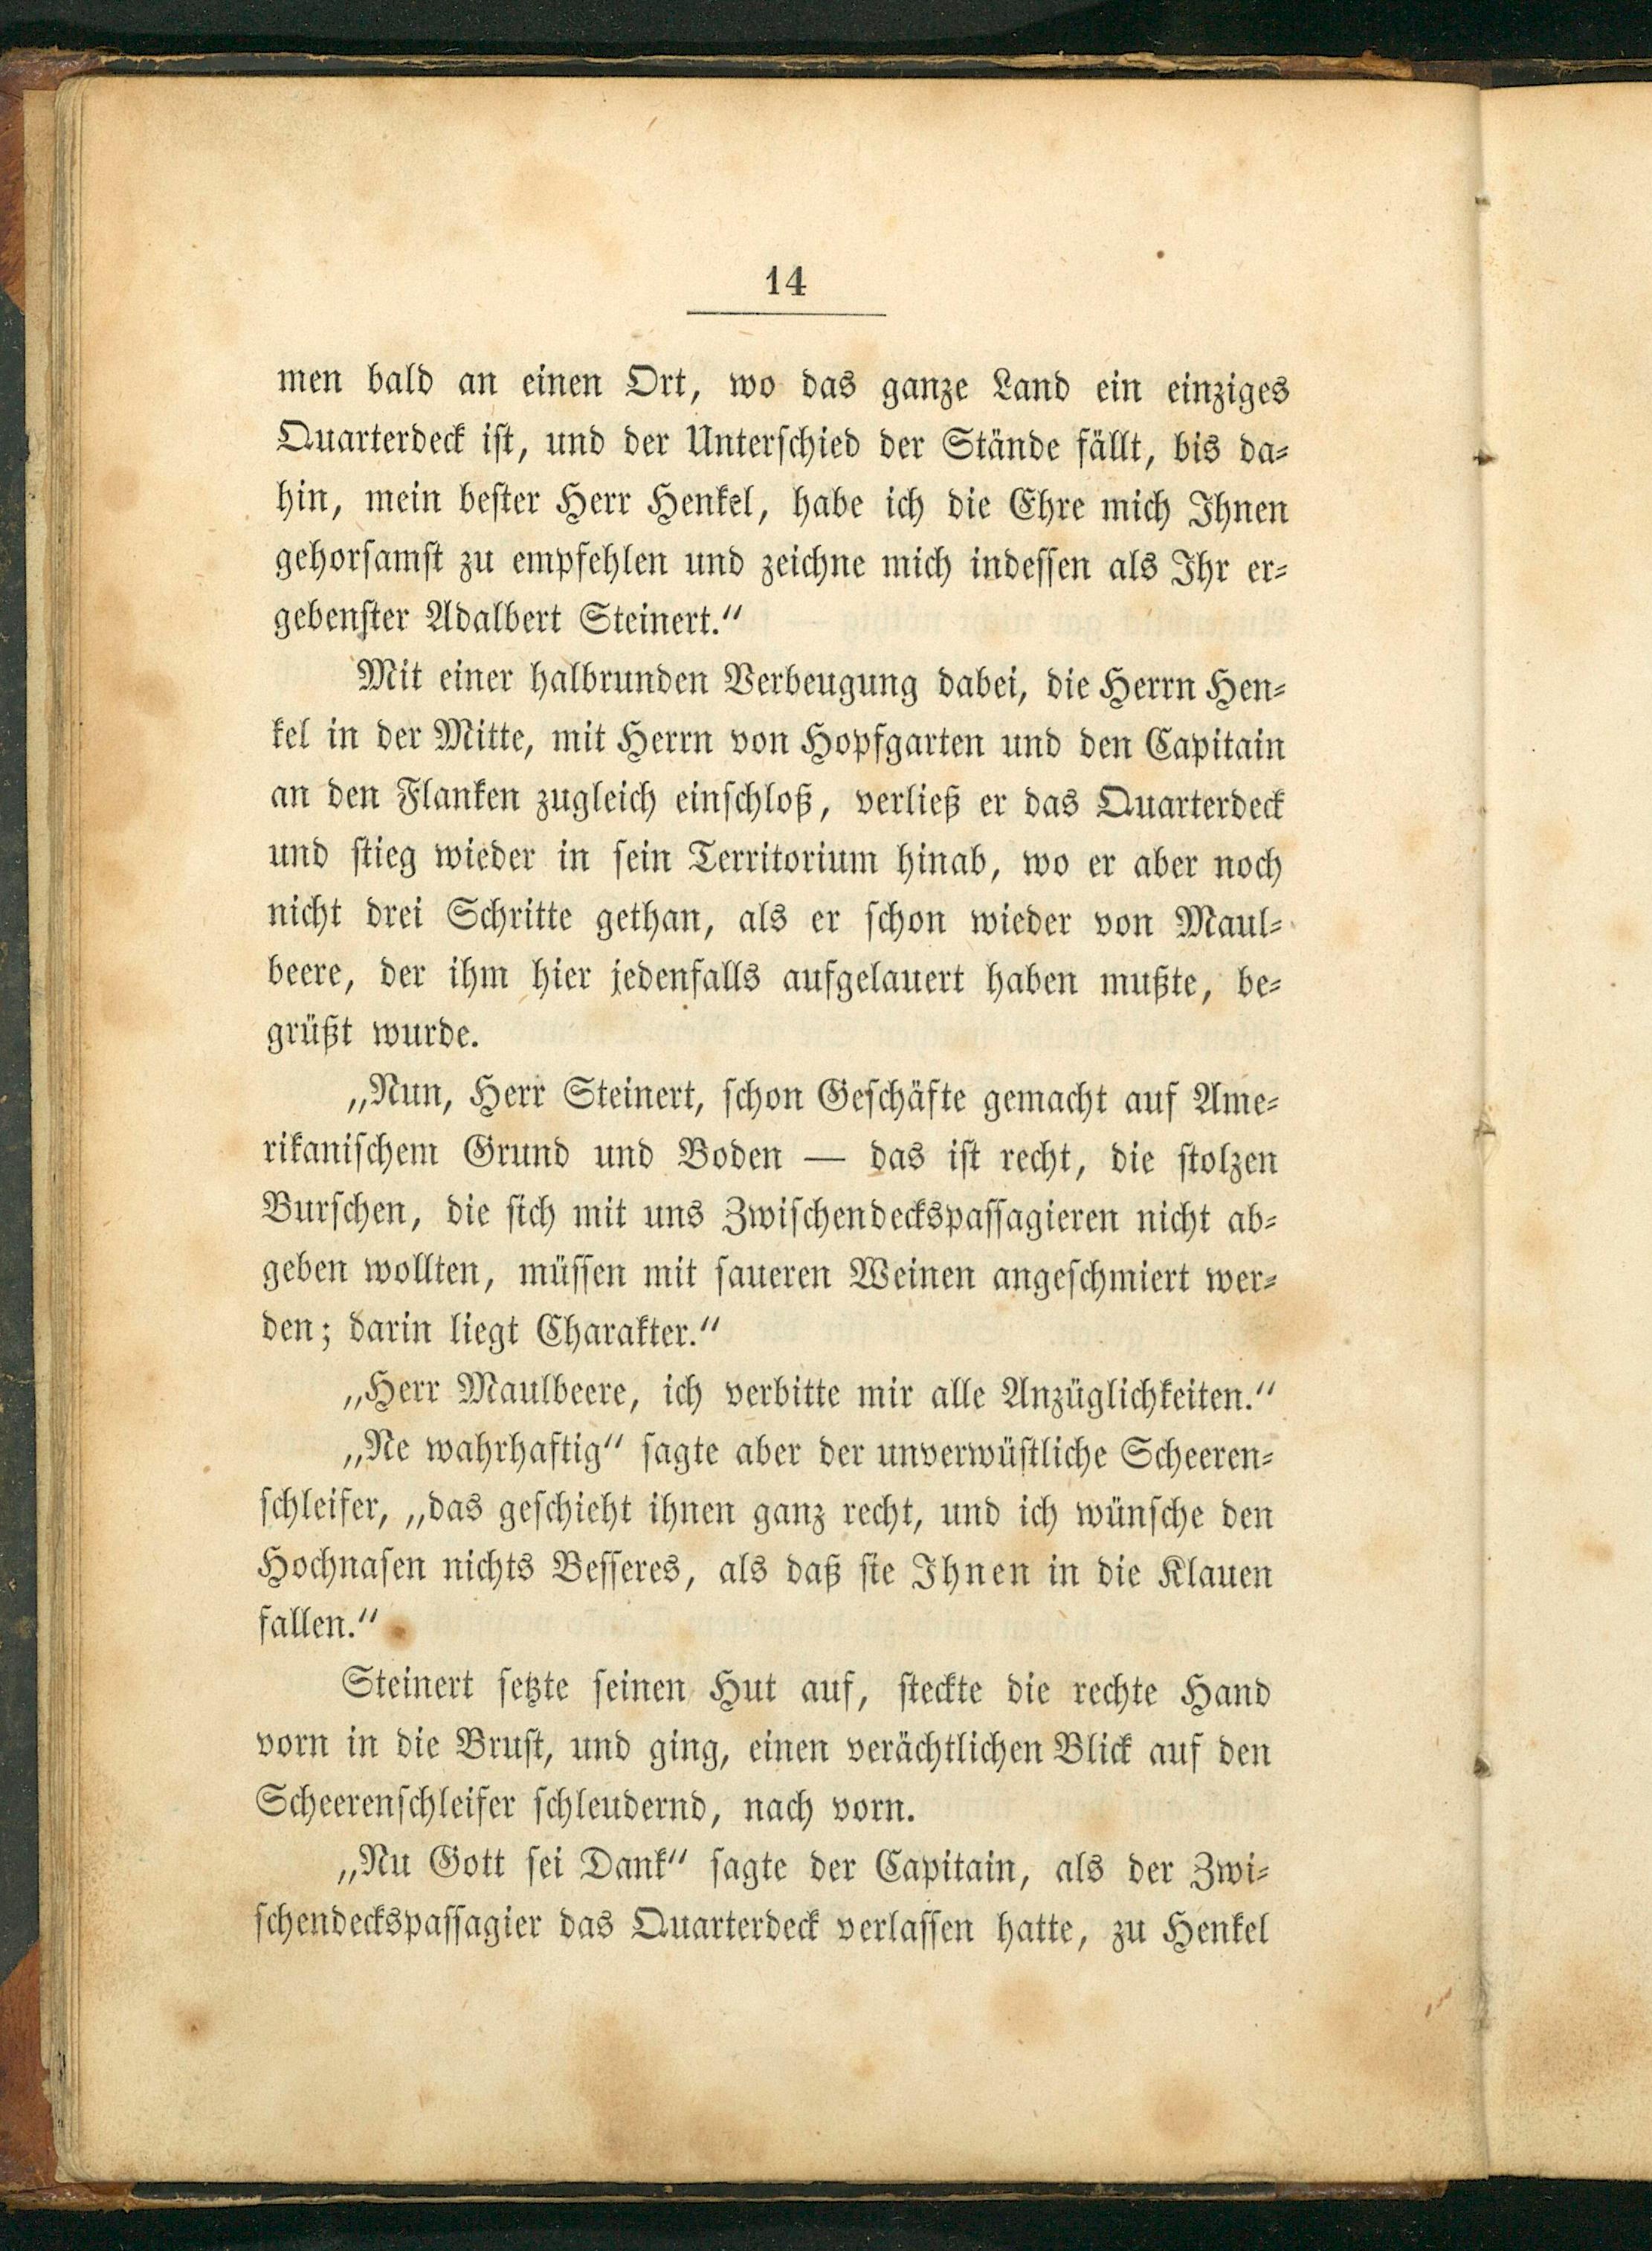 14
men bald an einen Ort, wo das ganze Land ein einziges
Quarterdeck ist, und der Unterschied der Stände fällt, bis da-
hin, mein bester Herr Henkel, habe ich die Ehre mich Ihnen
gehorsamst zu empfehlen und zeichne mich indessen als Ihr er-
gebenster Adalbert Steinert.“
Mit einer halbrunden Verbeugung dabei, die Herrn Hen-
kel in der Mitte, mit Herrn von Hopfgarten und den Capitain
an den Flanken zugleich einschloß, verließ er das Quarterdeck
und stieg wieder in sein Territorium hinab, wo er aber noch
nicht drei Schritte gethan, als er schon wieder von Maul-
beere, der ihm hier jedenfalls aufgelauert haben mußte, be-
grüßt wurde.
„Nun, Herr Steinert, schon Geschäfte gemacht auf Ame-
rikanischem Grund und Boden — das ist recht, die stolzen
Burschen, die sich mit uns Zwischendeckspassagieren nicht ab-
geben wollten, müssen mit saueren Weinen angeschmiert wer-
den; darin liegt Charakter.“
„Herr Maulbeere, ich verbitte mir alle Anzüglichkeiten.“
„Ne wahrhaftig“ sagte aber der unverwüstliche Scheeren-
schleifer, „das geschieht ihnen ganz recht, und ich wünsche den
Hochnasen nichts Besseres, als daß sie Ihnen in die Klauen
fallen.“
Steinert setzte seinen Hut auf, steckte die rechte Hand
vorn in die Brust, und ging, einen verächtlichen Blick auf den
Scheerenschleifer schleudernd, nach vorn.
„Nu Gott sei Dank“ sagte der Capitain, als der Zwi-
schendeckspassagier das Quarterdeck verlassen hatte, zu Henkel